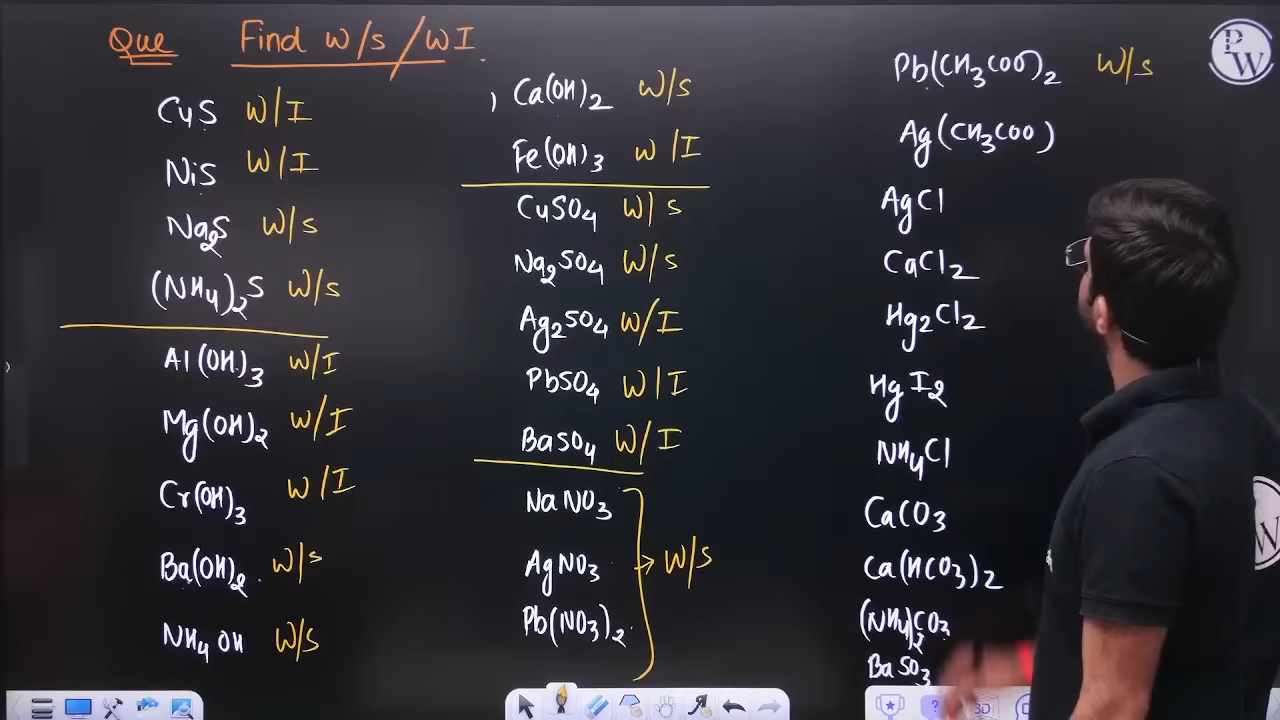 Que Find W/S / WI
CuS W/I
NiS W/I
Na2S W/S
(NH4)2S W/S
Al(OH)3 W/I
Mg(OH)2 W/I
Cr(OH)3 W/I
Ba(OH)2 W/S
NH4OH W/S
Ca(OH)2 W/S
Fe(OH)3 W/I
CuSO4 W/S
Na2SO4 W/S
Ag2SO4 W/I
PbSO4 W/I
BaSO4 W/I
NaNO3
AgNO3 → W/S
Pb(NO3)2
Pb(CH3COO)2 W/S
Ag(CH3COO)
AgCl
CaCl2
Hg2Cl2
HgI2
NH4Cl
CaCO3
Ca(HCO3)2
(NH4)2CO3
BaSO3
PW